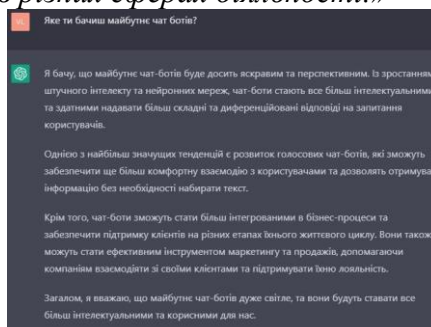 різних сферах діяльності.»
VL
Яке ти бачиш майбутнє чат ботів?
Я бачу, що майбутнє чат-ботів буде досить яскравим та перспективним. Із зростанням
штучного інтелекту та нейронних мереж, чат-боти стають все більш інтелектуальними
та здатними надавати більш складні та диференційовані відповіді на запитання
користувачів.
Однією з найбільш значущих тенденцій є розвиток голосових чат-ботів, які зможуть
забезпечити ще більш комфортну взаємодію з користувачами та дозволять отримува
інформацію без необхідності набирати текст.
Крім того, чат-боти зможуть стати більш інтегрованими в бізнес-процеси та
забезпечити підтримку клієнтів на різних етапах їхнього життєвого циклу. Вони також
можуть стати ефективним інструментом маркетингу та продажів, допомагаючи
компаніям взаємодіяти зі своїми клієнтами та підтримувати їхню лояльність.
Загалом, я вважаю, що майбутнє чат-ботів дуже світле, та вони будуть ставати все
більш інтелектуальними та корисними для нас.